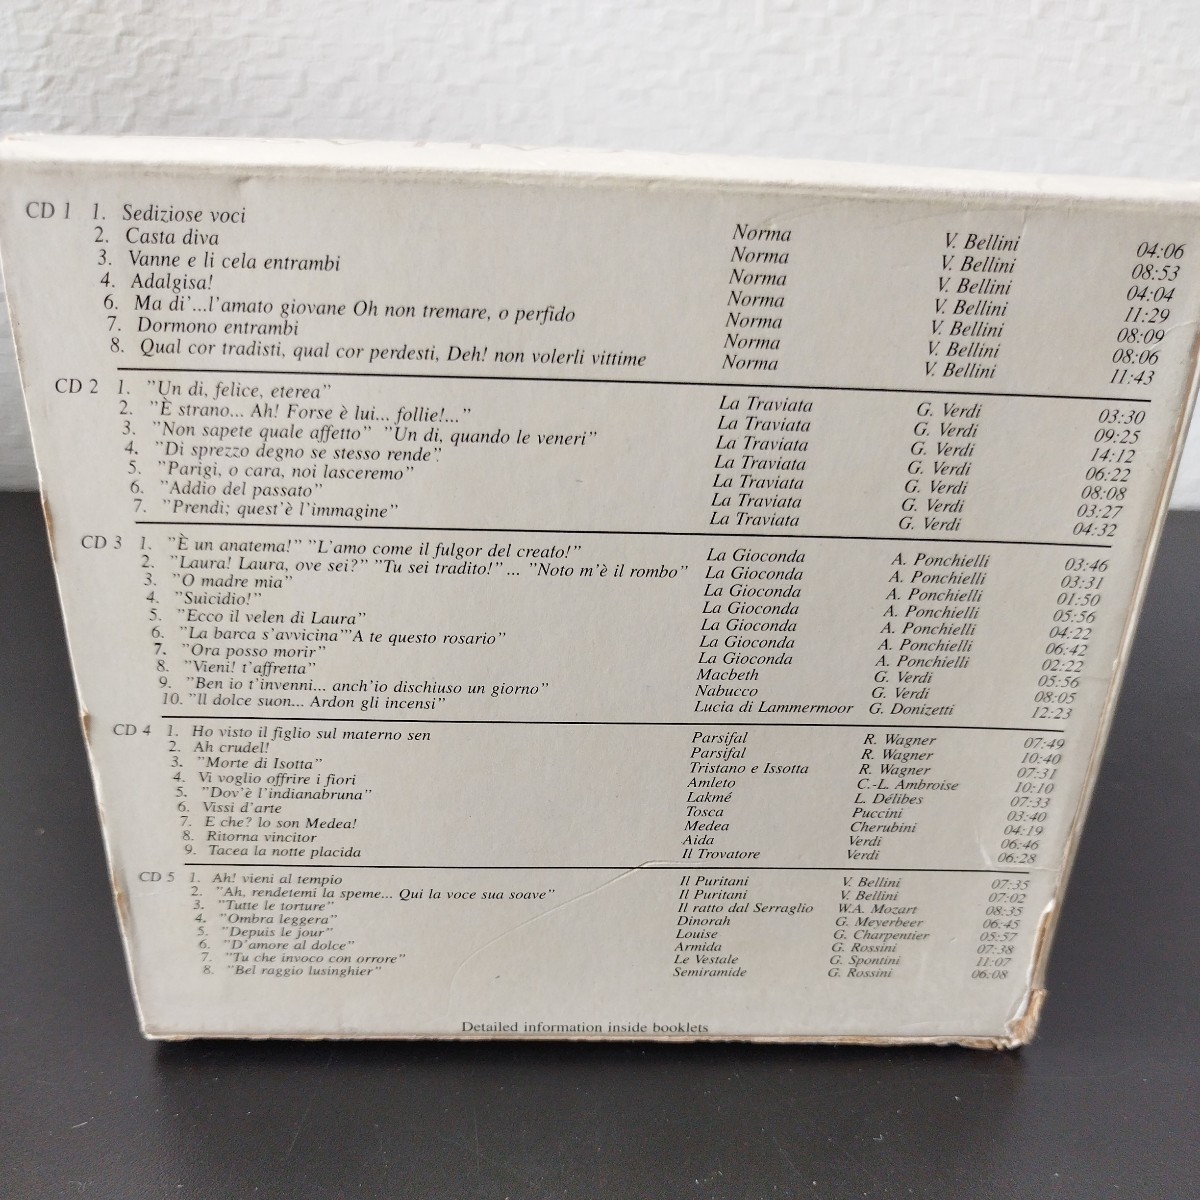 CD 1 1. Sediziose voci Norma V. Bellini 04:06
2. Casta diva Norma V. Bellini 08:53
3. Vanne e li cela entrambi Norma V. Bellini 04:04
4. Adalgisa! Norma V. Bellini 11:29
6. Ma di'...l'amato giovane Oh non tremare, o perfido Norma V. Bellini 08:09
7. Dormono entrambi Norma V. Bellini 08:06
8. Qual cor tradisti, qual cor perdesti, Deh! non volerli vittime Norma V. Bellini 11:43
CD 2 1. "Un di, felice, eterea" La Traviata G. Verdi 03:30
2. "È strano... Ah! Forse è lui... follie!..." La Traviata G. Verdi 09:25
3. "Non sapete quale affetto" "Un di, quando le veneri" La Traviata G. Verdi 14:12
4. "Di sprezzo degno se stesso rende" La Traviata G. Verdi 06:22
5. "Parigi, o cara, noi lasceremo" La Traviata G. Verdi 08:08
6. "Addio del passato" La Traviata G. Verdi 03:27
7. "Prendi; quest'è l'immagine" La Traviata G. Verdi 04:32
CD 3 1. "È un anatema!" "L'amo come il fulgor del creato!" La Gioconda A. Ponchielli 03:46
2. "Laura! Laura, ove sei?" "Tu sei tradito!"... "Noto m'è il rombo" La Gioconda A. Ponchielli 03:31
3. "O madre mia" La Gioconda A. Ponchielli 01:50
4. "Suicidio!" La Gioconda A. Ponchielli 05:56
5. "Ecco il velen di Laura" La Gioconda A. Ponchielli 04:22
6. "La barca s'avvicina""A te questo rosario" La Gioconda A. Ponchielli 06:42
7. "Ora posso morir" La Gioconda A. Ponchielli 02:22
8. "Vieni! t'affretta" Macbeth G. Verdi 05:56
9. "Ben io t'invenni... anch'io dischiuso un giorno" Nabucco G. Verdi 08:05
10. "Il dolce suon... Ardon gli incensi" Lucia di Lammermoor G. Donizetti 12:23
CD 4 1. Ho visto il figlio sul materno sen Parsifal R. Wagner 07:49
2. Ah crudel! Parsifal R. Wagner 10:40
3. "Morte di Isotta" Tristano e Issotta R. Wagner 07:31
4. Vi voglio offrire i fiori Amleto C.-L. Ambroise 10:10
5. "Dov'è l'indianabruna" Lakmé L. Délibes 07:33
6. Vissi d'arte Tosca Puccini 03:40
7. E che? lo son Medea! Medea Cherubini 04:19
8. Ritorna vincitor Aida Verdi 06:46
9. Tacea la notte placida Il Trovatore Verdi 06:28
CD 5 1. Ah! vieni al tempio Il Puritani V. Bellini 07:35
2. "Ah, rendetemi la speme... Qui la voce sua soave" Il Puritani V. Bellini 07:02
3. "Tutte le torture" Il ratto dal Serraglio W.A. Mozart 08:35
4. "Ombra leggera" Dinorah G. Meyerbeer 06:45
5. "Depuis le jour" Louise G. Charpentier 05:57
6. "D'amore al dolce" Armida G. Rossini 07:38
7. "Tu che invoco con orrore" Le Vestale G. Spontini 11:07
8. "Bel raggio lusinghier" Semiramide G. Rossini 06:08
Detailed information inside booklets